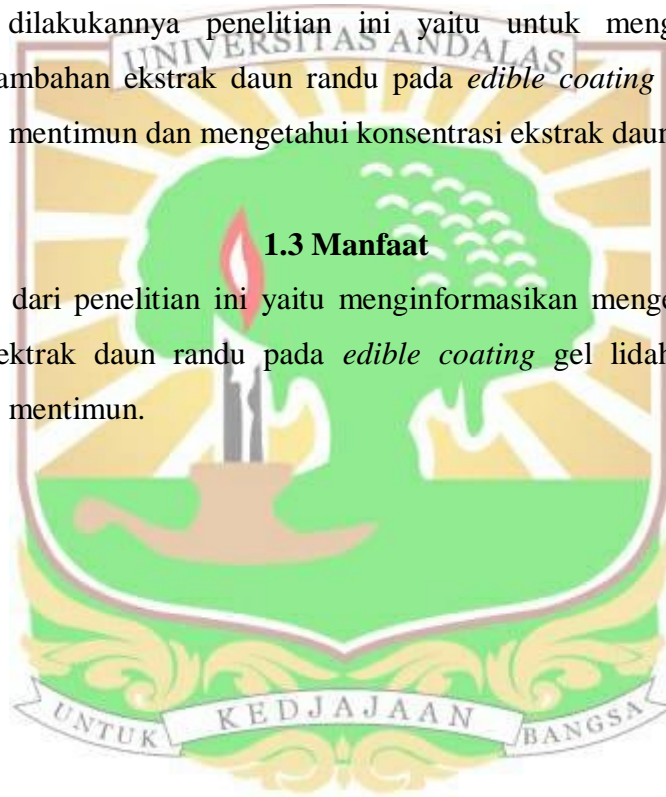 dilakukannya penelitian ini yaitu untuk meng
UNIVERSITAS ANDALAS
ambahan ekstrak daun randu pada edible coating
mentimun dan mengetahui konsentrasi ekstrak daun
1.3 Manfaat
dari penelitian ini yaitu menginformasikan menge
ektrak daun randu pada edible coating gel lidah
mentimun.
UNTUK KEDJAJAAN BANGSA